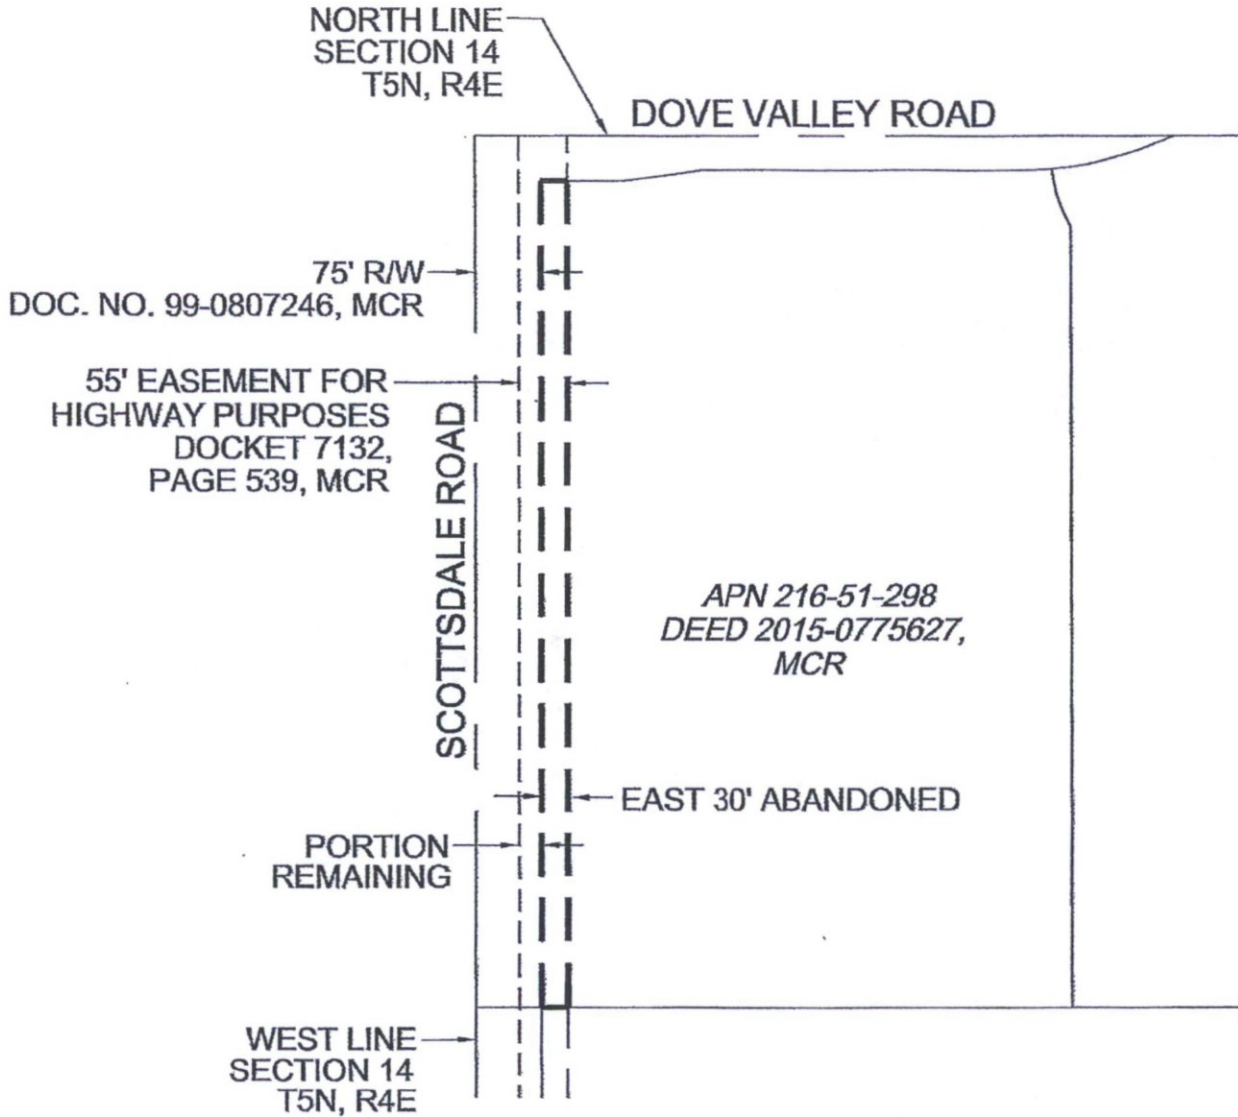 NORTH LINE
SECTION 14
T5N, R4E
DOVE VALLEY ROAD
75' R/W
DOC. NO. 99-0807246, MCR
55' EASEMENT FOR
HIGHWAY PURPOSES
DOCKET 7132,
PAGE 539, MCR
SCOTTSDALE ROAD
APN 216-51-298
DEED 2015-0775627,
MCR
EAST 30' ABANDONED
PORTION
REMAINING
WEST LINE
SECTION 14
T5N, R4E